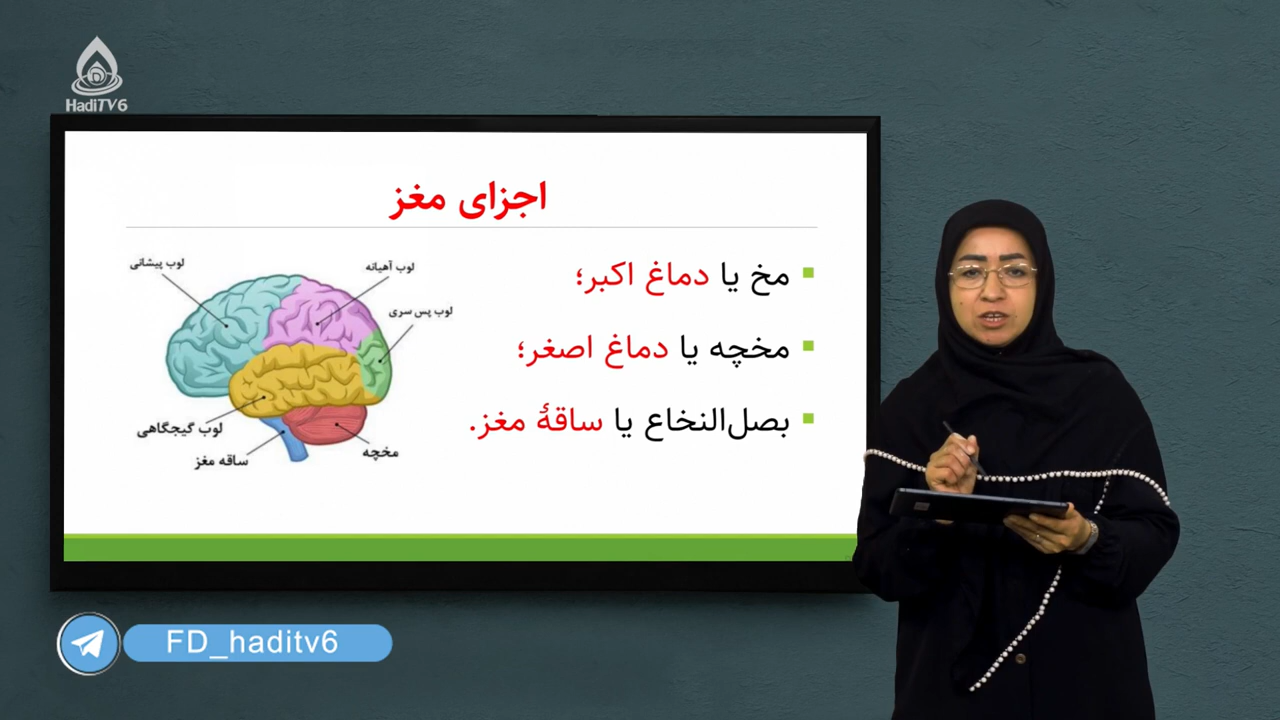 HadiTV6
اجزای مغز
مخ یا دماغ اکبر؛
مخچه یا دماغ اصغر؛
بصل‌النخاع یا ساقهٔ مغز.
لوب پیشانی
لوب آهیانه
لوب پس سری
لوب گیجگاهی
مخچه
ساقه مغز
FD_haditv6